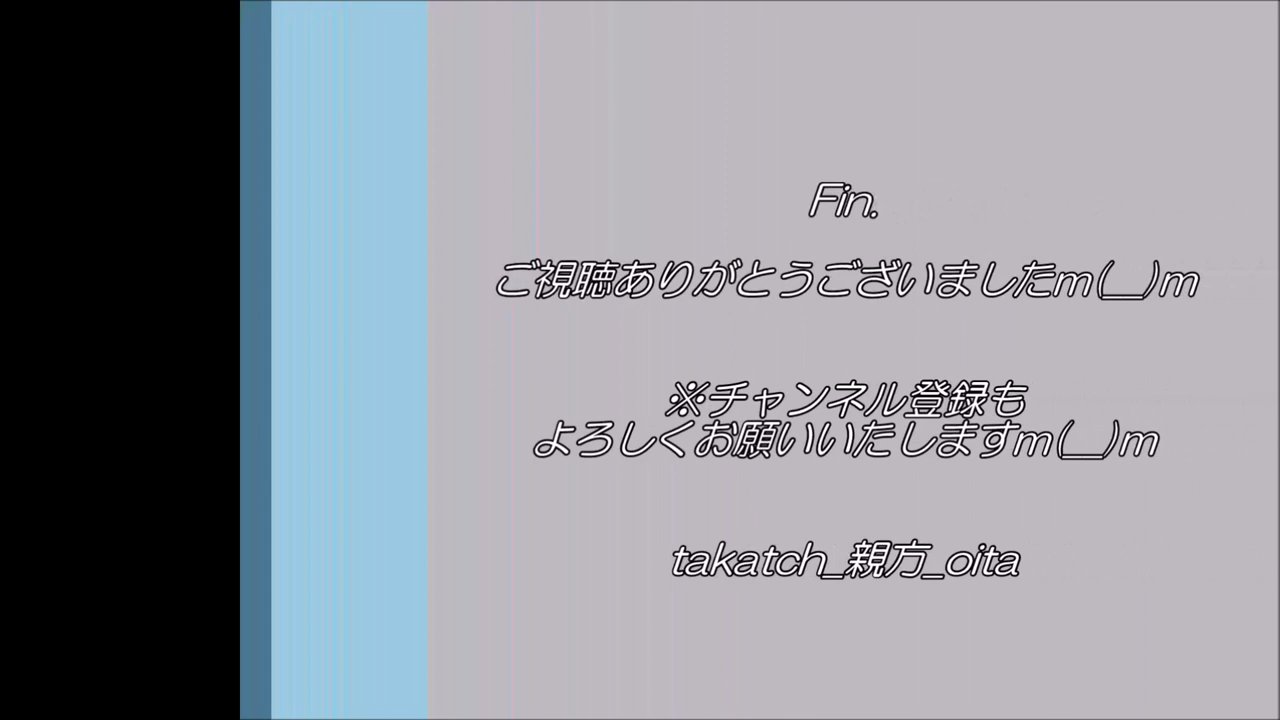 Fin.
ご視聴ありがとうございましたm(__)m
※チャンネル登録も
よろしくお願いいたしますm(__)m
takatch_親方_oita